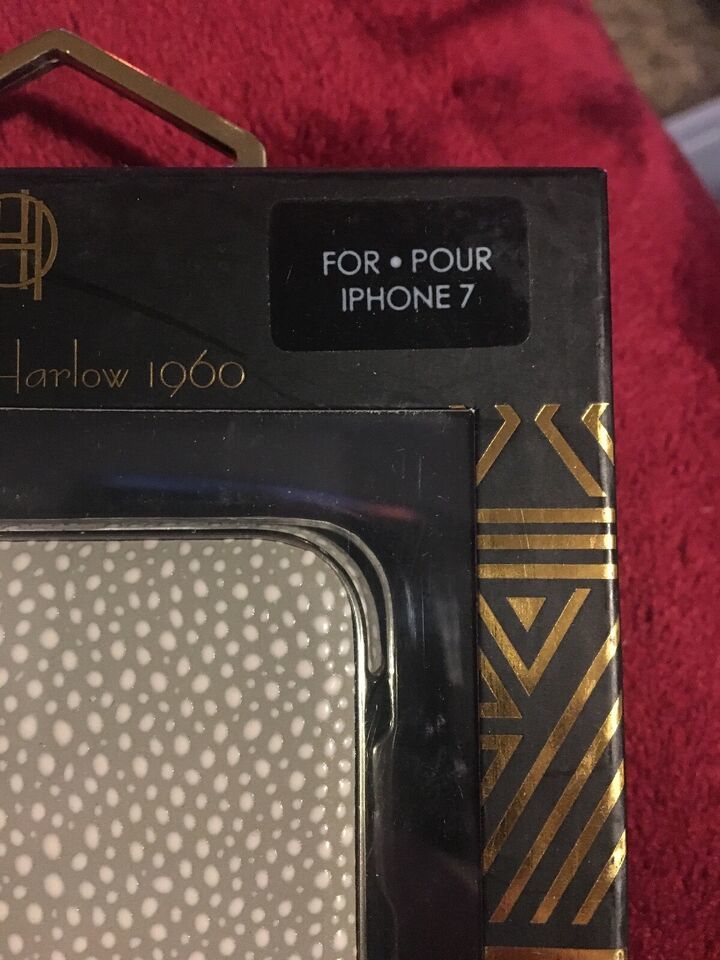 FOR • POUR
IPHONE 7
Harlow 1960